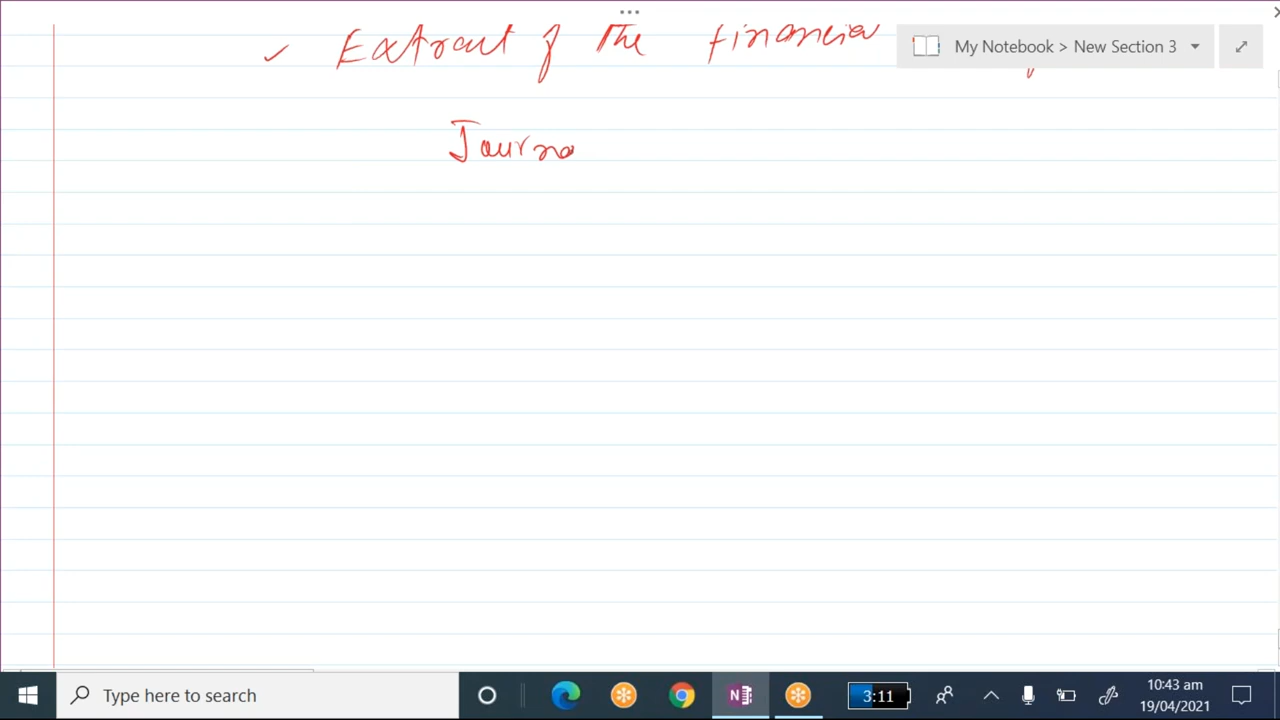 ✓ Extract of the financia
My Notebook > New Section 3
Journa
Type here to search
N
3:11
10:43 am
19/04/2021